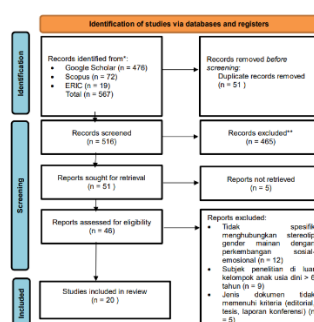 Identification of studies via databases and registers
Identification
Records identified from*:
• Google Scholar (n = 476)
• Scopus (n = 72)
• ERIC (n = 19)
Total (n = 567)
Records removed before
screening:
Duplicate records removed
(n = 51 )
Screening
Records screened
(n = 516)
Records excluded**
(n = 465)
Reports sought for retrieval
(n = 51 )
Reports not retrieved
(n = 5)
Reports assessed for eligibility
(n = 46)
Reports excluded:
• Tidak spesifik
menghubungkan stereotip
gender mainan dengan
perkembangan sosial-
emosional (n = 12)
• Subjek penelitian di luar
kelompok anak usia dini > 6
tahun (n = 9)
• Jenis dokumen tidak
memenuhi kriteria (editorial,
tesis, laporan konferensi) (n
= 5)
Included
Studies included in review
(n = 20 )